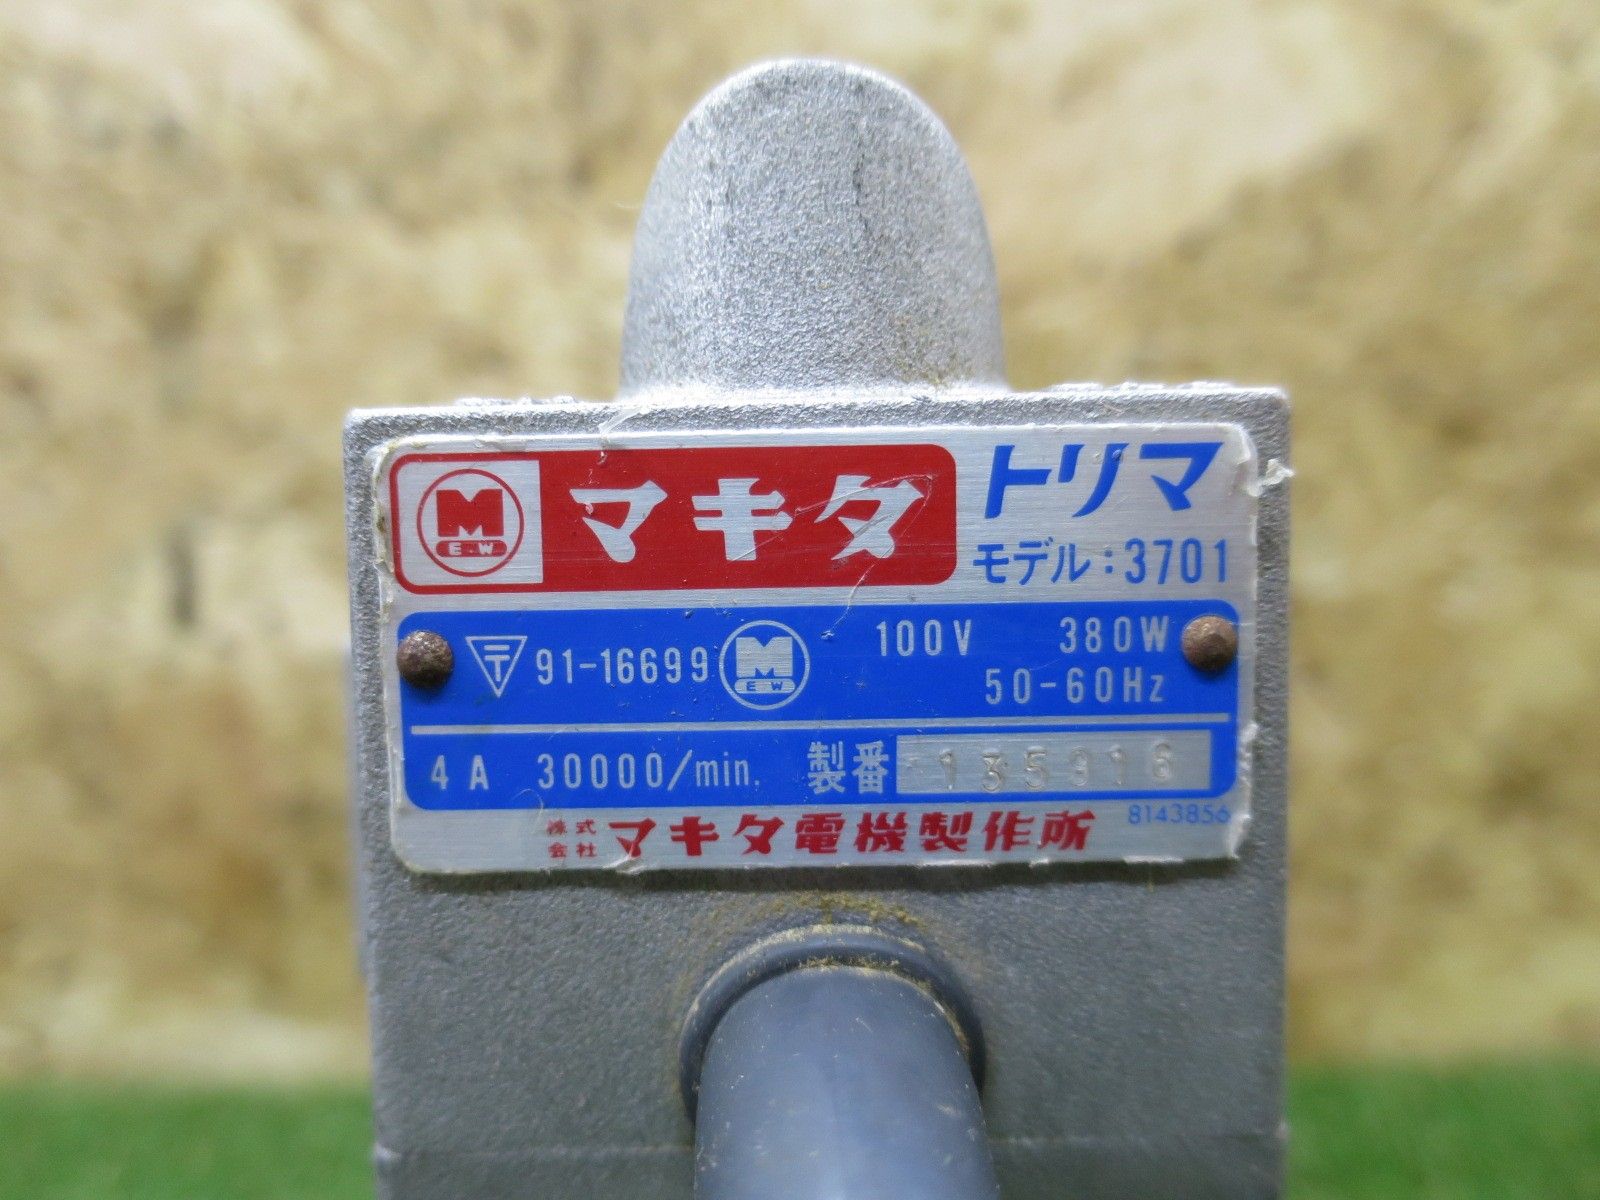 M
E W
マキタ
トリマ
モデル:3701
〒 91-16699
M
E W
100V 380W
50-60Hz
4A 30000/min. 製番 135916
株式会社 マキタ電機製作所
8143856